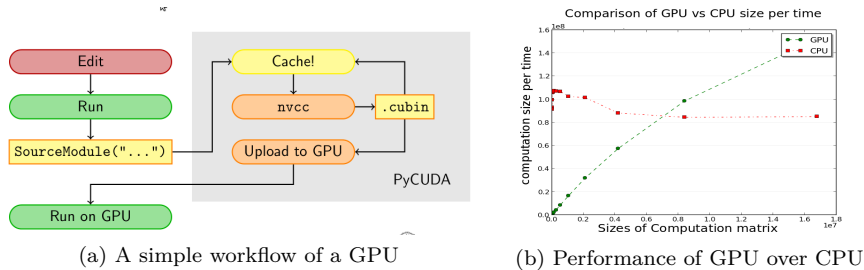 Edit
Run
SourceModule("...")
Run on GPU
Cache!
nvcc
.cubin
Upload to GPU
PyCUDA
(a) A simple workflow of a GPU
Comparison of GPU vs CPU size per time
1e8
1.6
1.4
1.2
1.0
0.8
0.6
0.4
0.2
0.0
computation size per time
GPU
CPU
0.0 0.2 0.4 0.6 0.8 1.0 1.2 1.4 1.6 1.8
1e7
Sizes of Computation matrix
(b) Performance of GPU over CPU